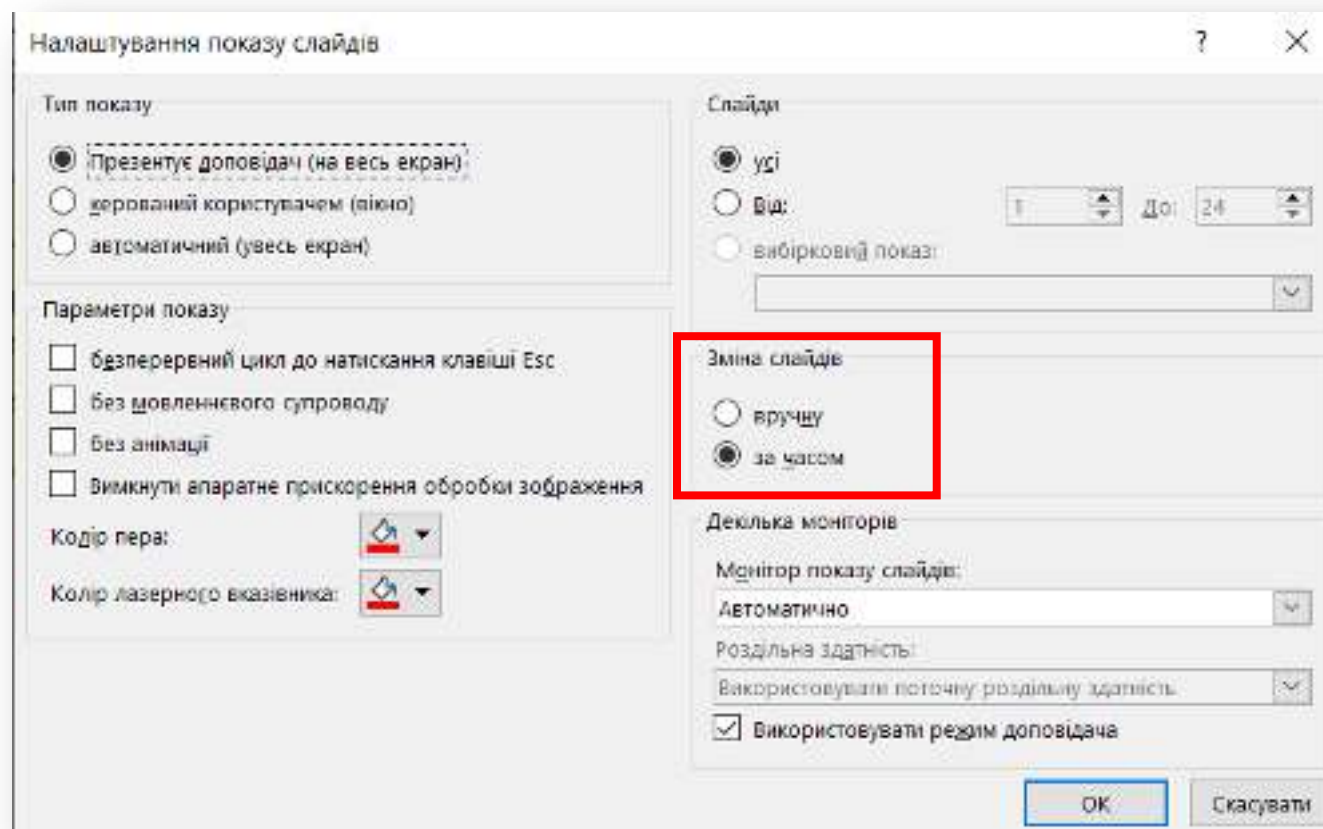 Налаштування показу слайдів
?
Тип показу
Презентує доповідач (на весь екран)
керований користувачем (вікно)
автоматичний (увесь екран)
Параметри показу
безперервний цикл до натискання клавіші Esc
без мовленнєвого супроводу
без анімації
Вимкнути апаратне прискорення обробки зображення
Колір пера:
Колір лазерного вказівника:
Слайди
усі
Від: 1 До: 24
вибірковий показ:
Зміна слайдів
вручну
за часом
Декілька моніторів
Монітор показу слайдів:
Автоматично
Роздільна здатність:
Використовувати поточну роздільну здатність
Використовувати режим доповідача
ОК Скасувати